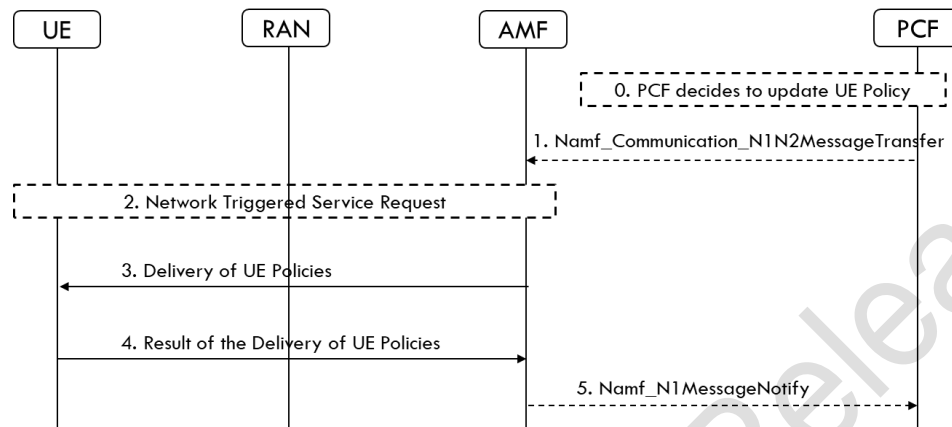 UE
RAN
AMF
PCF
0. PCF decides to update UE Policy
1. Namf_Communication_N1N2MessageTransfer
2. Network Triggered Service Request
3. Delivery of UE Policies
4. Result of the Delivery of UE Policies
5. Namf_N1MessageNotify
Relea